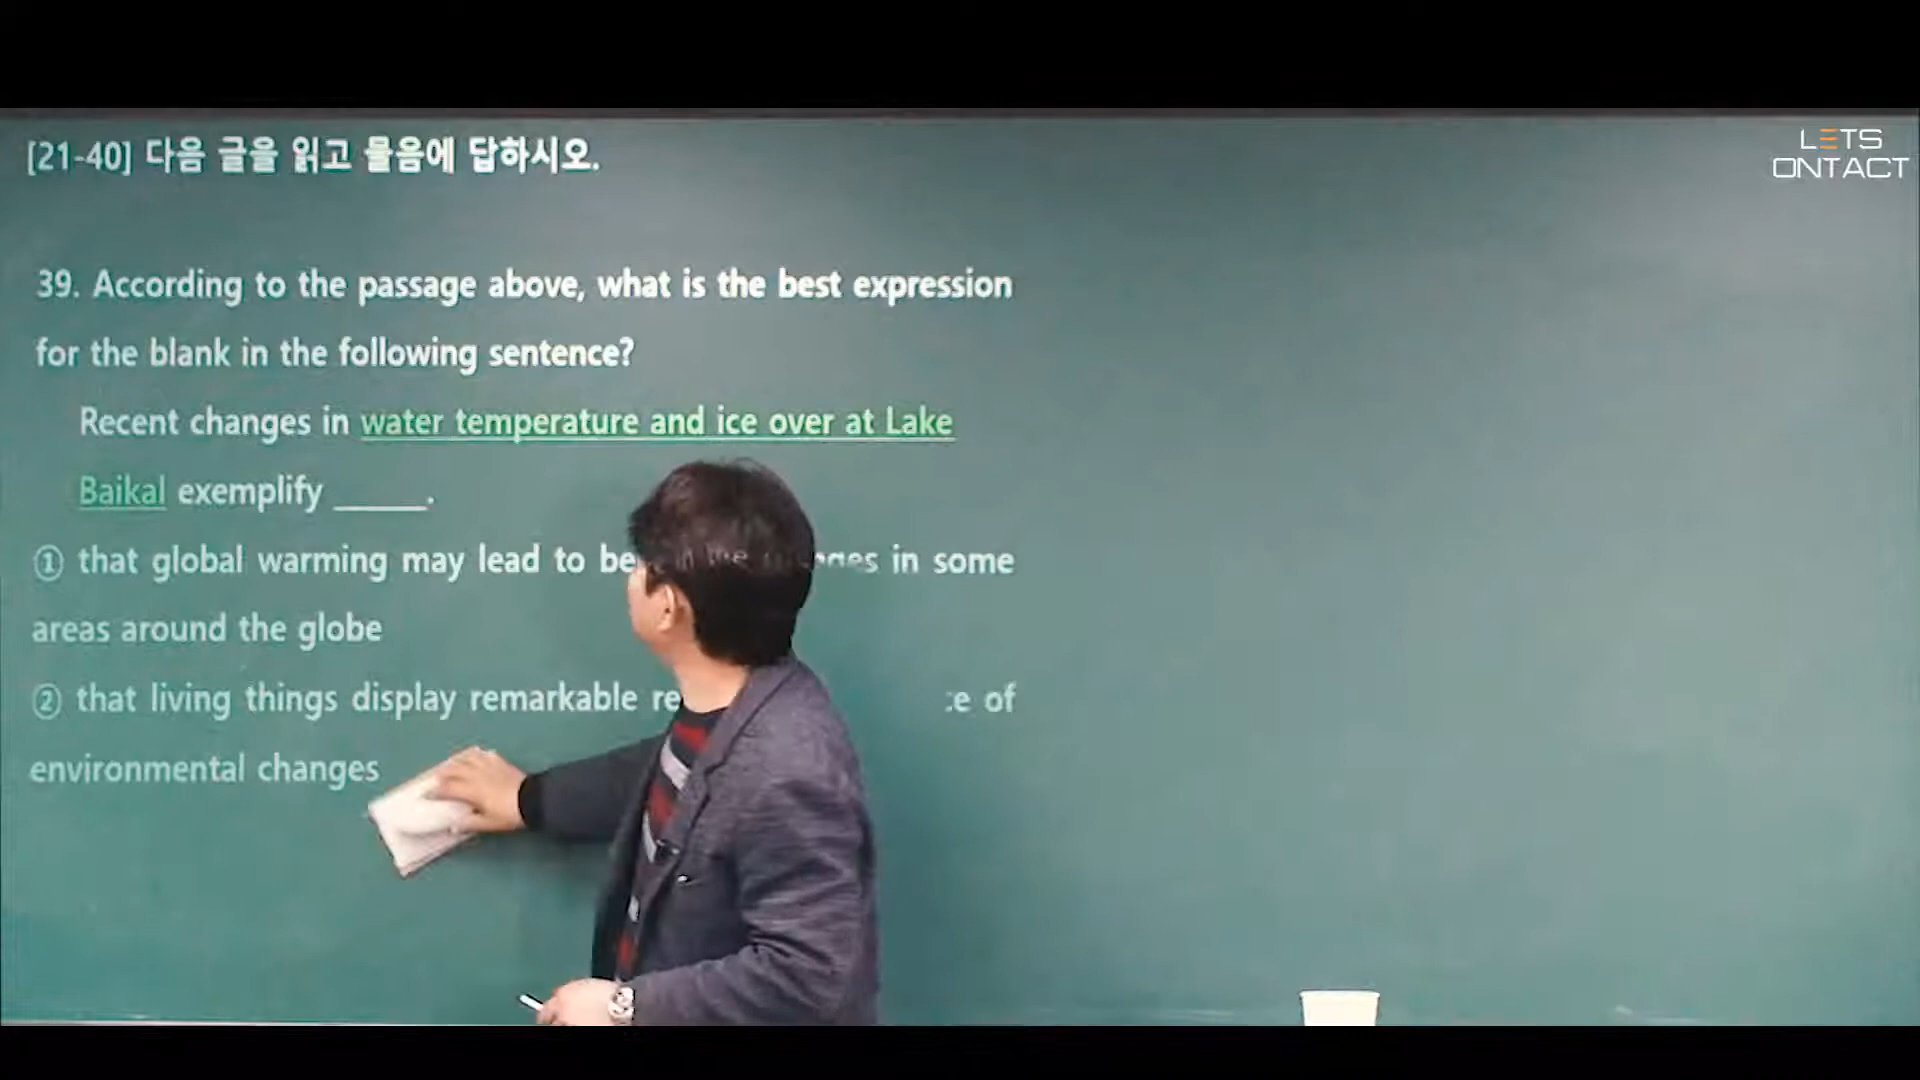 LETS
ONTACT
[21-40] 다음 글을 읽고 물음에 답하시오.
39. According to the passage above, what is the best expression
for the blank in the following sentence?
Recent changes in water temperature and ice over at Lake
Baikal exemplify _____.
① that global warming may lead to in some
areas around the globe
② that living things display remarkable of
environmental changes